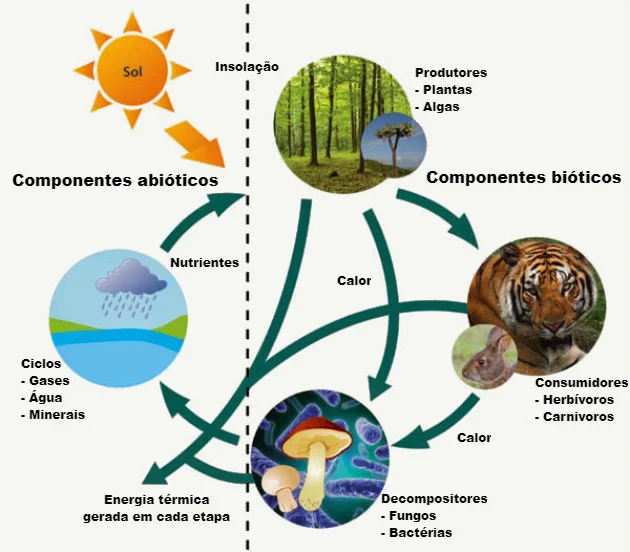 Sol
Insolação
Produtores
- Plantas
- Algas
Componentes abióticos
Componentes bióticos
Nutrientes
Calor
Ciclos
- Gases
- Água
- Minerais
Consumidores
- Herbívoros
- Carnivoros
Calor
Energia térmica
gerada em cada etapa
Decompositores
- Fungos
- Bactérias